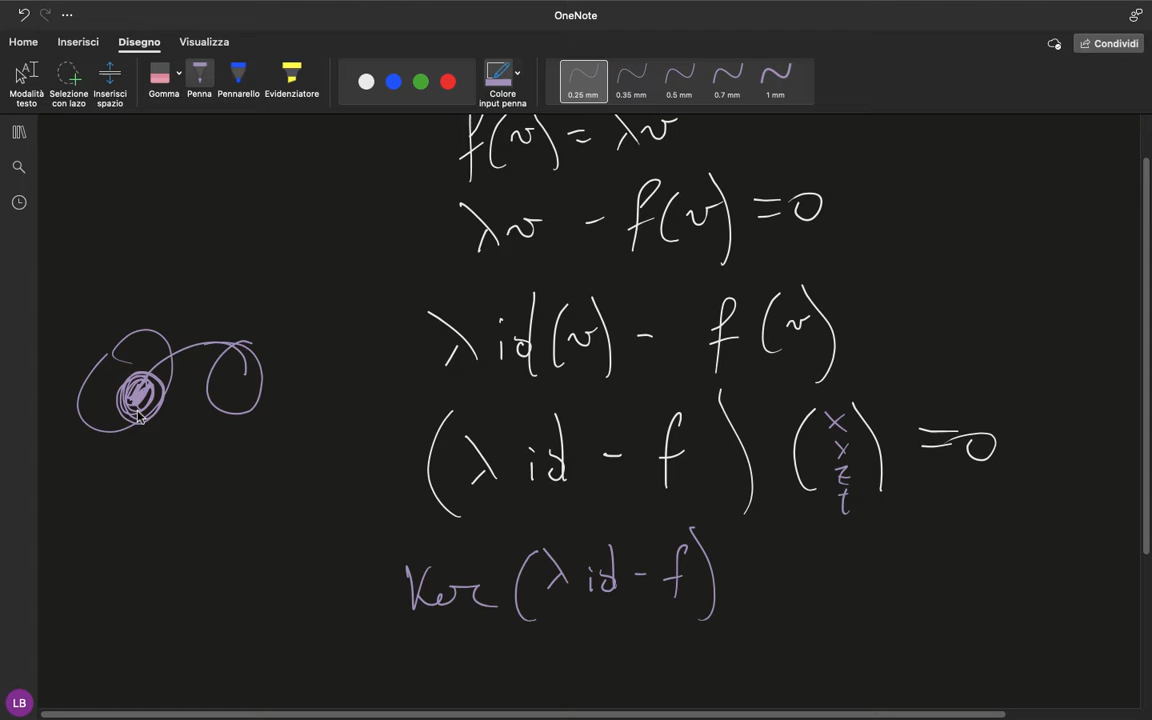 OneNote
Home Inserisci Disegno Visualizza
Condividi
Modalità testo
Selezione con lazo
Inserisci spazio
Gomma
Penna
Pennarello
Evidenziatore
Colore input penna
0.25 mm
0.35 mm
0.5 mm
0.7 mm
1 mm
f(v) = λv
λv - f(v) = 0
λ id(v) - f(v)
(λ id - f) (x y z t) = 0
Ker (λ id - f)
LB